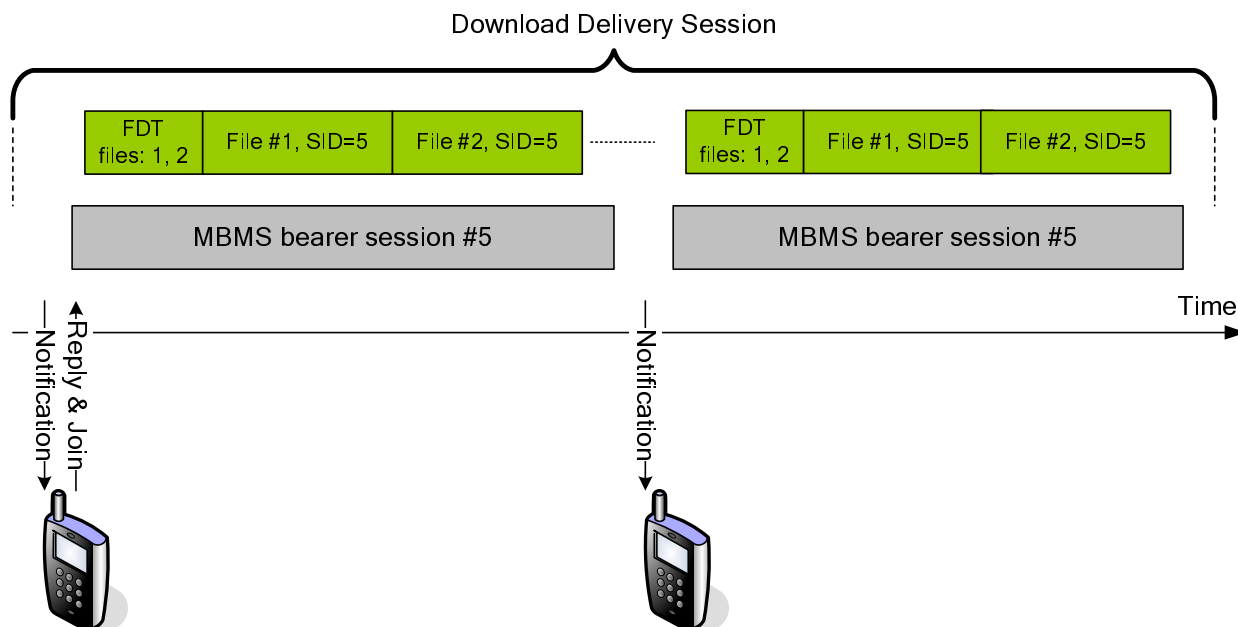 Download Delivery Session
FDT
files: 1, 2
File #1, SID=5
File #2, SID=5
FDT
files: 1, 2
File #1, SID=5
File #2, SID=5
MBMS bearer session #5
MBMS bearer session #5
Time
Notification
Reply & Join
Notification